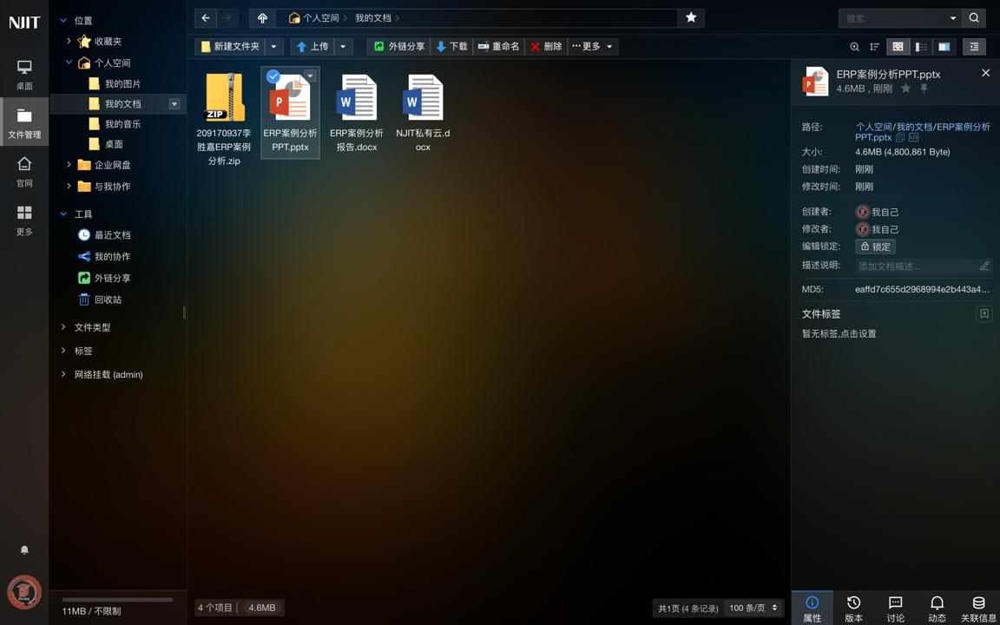 NJIT
桌面
文件管理
官网
更多
位置
收藏夹
个人空间
我的图片
我的文档
我的音乐
桌面
企业网盘
与我协作
工具
最近文档
我的协作
外链分享
回收站
文件类型
标签
网络挂载 (admin)
11MB / 不限制
个人空间 我的文档
搜索
新建文件夹 上传 外链分享 下载 重命名 删除 更多
ZIP
209170937李
胜嘉ERP案例
分析.zip
P
ERP案例分析
PPT.pptx
W
ERP案例分析
报告.docx
W
NJIT私有云.d
ocx
4 个项目 4.6MB
共1页 (4 条记录) 100 条/页
P
ERP案例分析PPT.pptx
4.6MB , 刚刚
路径: 个人空间/我的文档/ERP案例分析
PPT.pptx
大小: 4.6MB (4,800,861 Byte)
创建时间: 刚刚
修改时间: 刚刚
创建者: 我自己
修改者: 我自己
编辑锁定: 锁定
描述说明: 添加文档描述...
MD5: eaffd7c655d2968994e2b443a4...
文件标签
暂无标签,点击设置
属性 版本 讨论 动态 关联信息